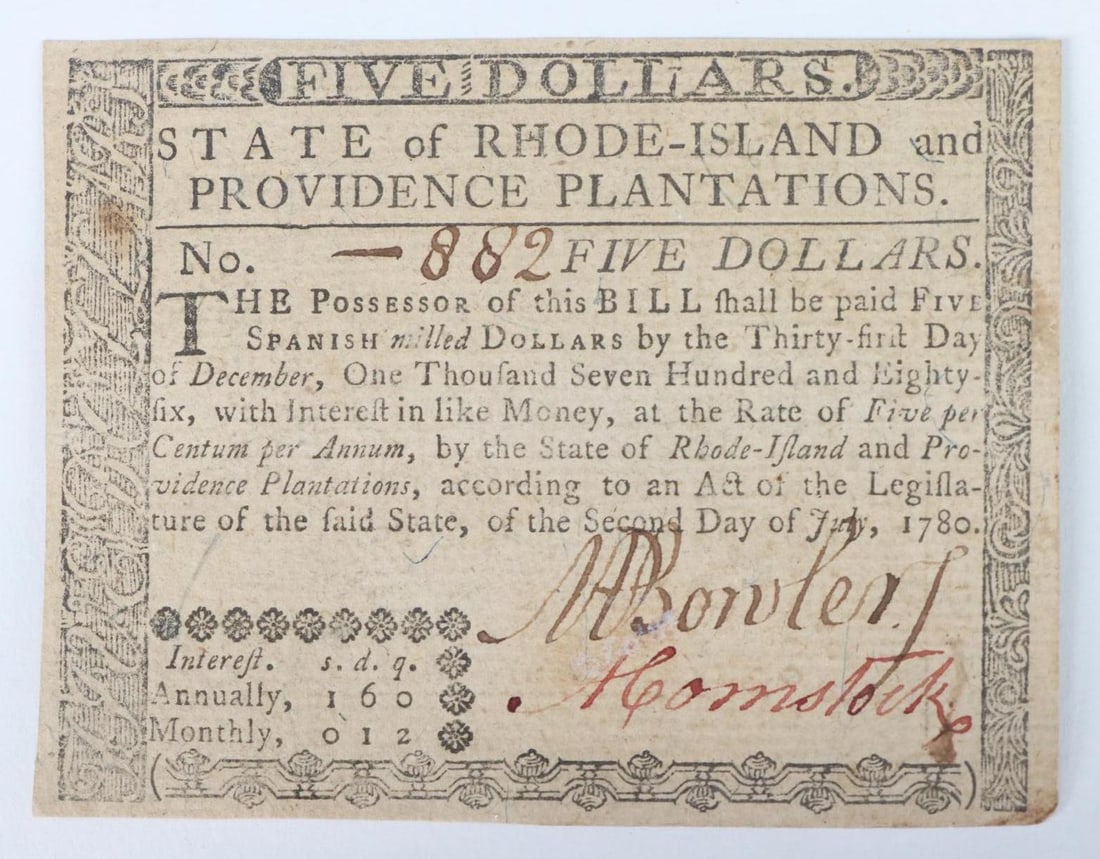 FIVE DOLLARS.
STATE of RHODE-ISLAND and
PROVIDENCE PLANTATIONS.
No. —882 FIVE DOLLARS.
THE POSSESSOR of this BILL ſhall be paid FIVE
SPANISH milled DOLLARS by the Thirty-firſt Day
of December, One Thouſand Seven Hundred and Eighty-
ſix, with Intereſt in like Money, at the Rate of Five per
Centum per Annum, by the State of Rhode-Iſland and Pro-
vidence Plantations, according to an Act of the Legiſla-
ture of the ſaid State, of the Second Day of July, 1780.
Bowler
Intereſt. s. d. q.
Comstock
Annually, 1 6 0
Monthly, 0 1 2